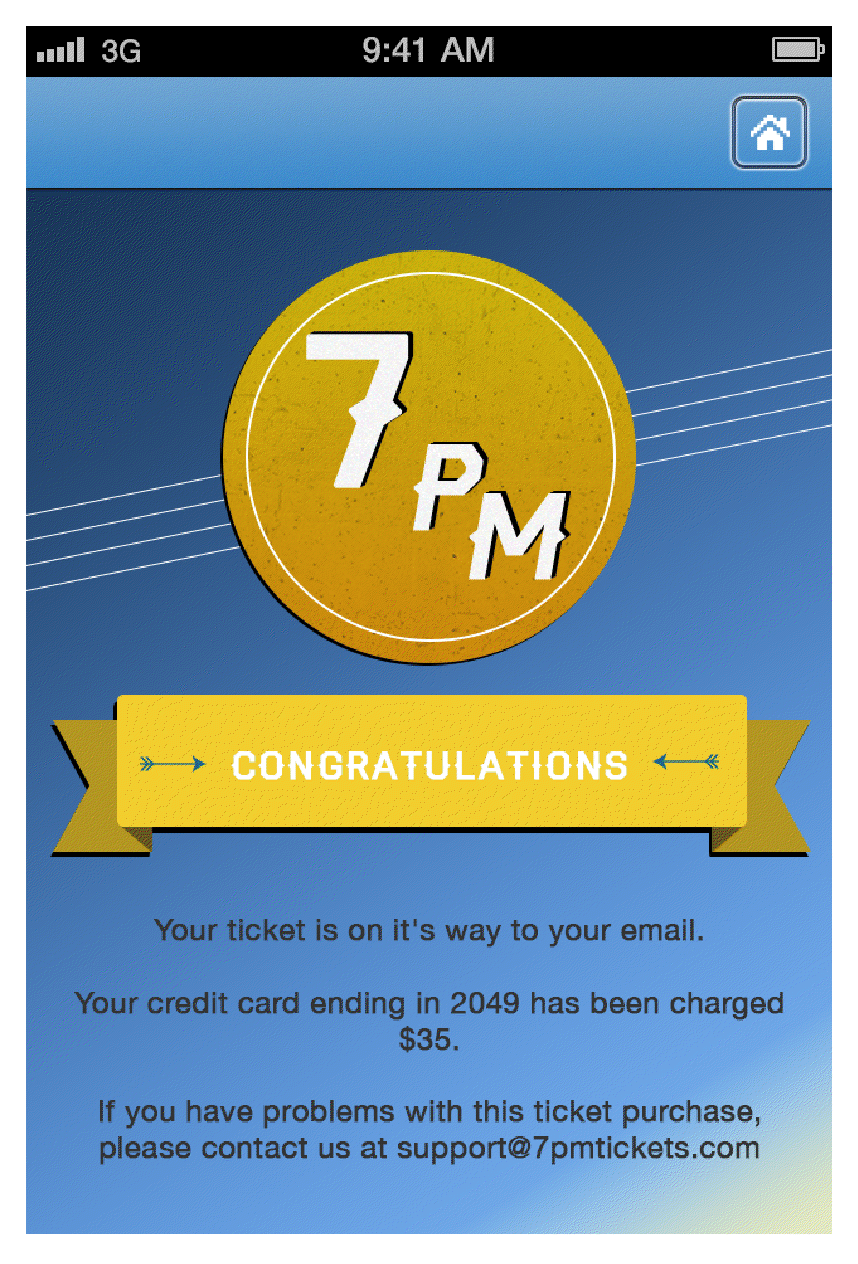 3G 9:41 AM
7
PM
CONGRATULATIONS
Your ticket is on it's way to your email.
Your credit card ending in 2049 has been charged
$35.
If you have problems with this ticket purchase,
please contact us at support@7pmtickets.com